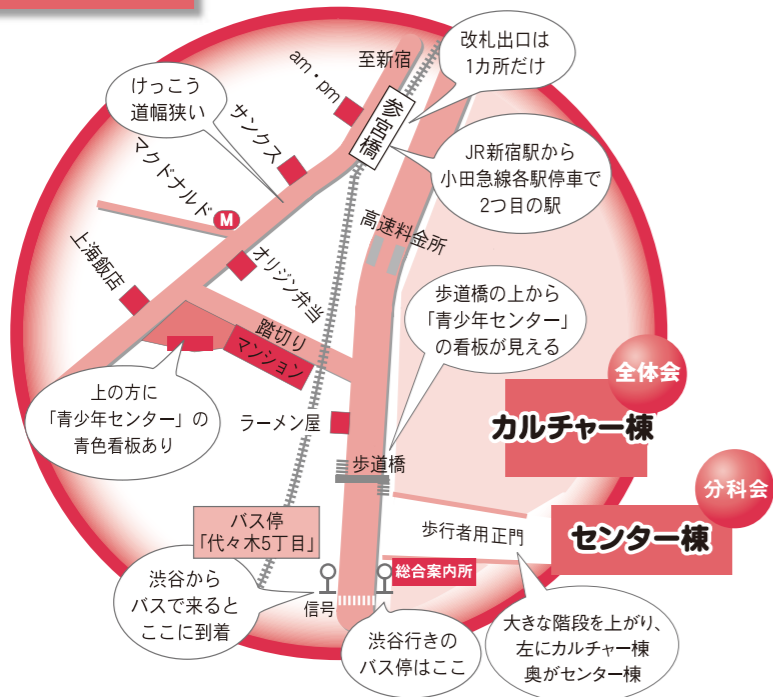 至新宿
改札出口は
1カ所だけ
am・pm
けっこう
道幅狭い
参宮橋
サンクス
JR新宿駅から
小田急線各駅停車で
2つ目の駅
マクドナルド
M
高速料金所
上海飯店
オリジン弁当
歩道橋の上から
「青少年センター」
の看板が見える
踏切り
マンション
全体会
カルチャー棟
上の方に
「青少年センター」の
青色看板あり
ラーメン屋
歩道橋
分科会
バス停
「代々木5丁目」
歩行者用正門
センター棟
総合案内所
渋谷から
バスで来ると
ここに到着
信号
渋谷行きの
バス停はここ
大きな階段を上がり、
左にカルチャー棟
奥がセンター棟